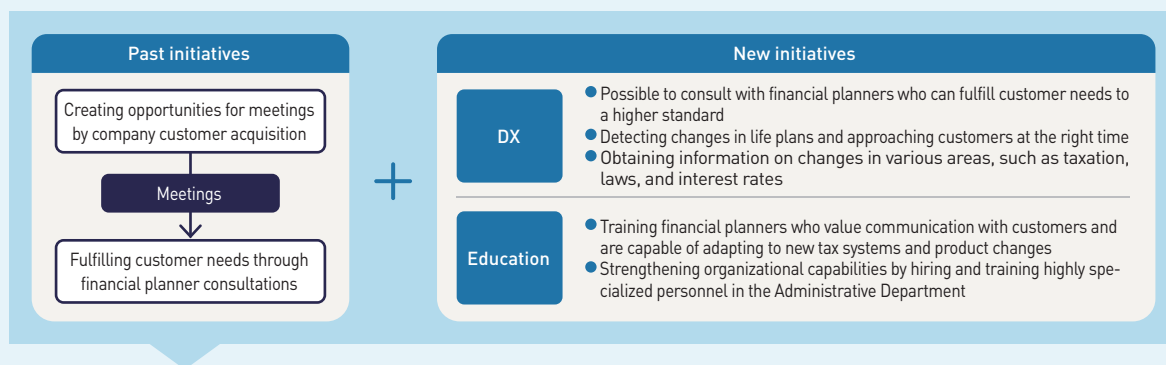 Past initiatives
Creating opportunities for meetings
by company customer acquisition
Meetings
Fulfilling customer needs through
financial planner consultations
+
New initiatives
DX
● Possible to consult with financial planners who can fulfill customer needs to
a higher standard
● Detecting changes in life plans and approaching customers at the right time
● Obtaining information on changes in various areas, such as taxation,
laws, and interest rates
Education
● Training financial planners who value communication with customers and
are capable of adapting to new tax systems and product changes
● Strengthening organizational capabilities by hiring and training highly spe-
cialized personnel in the Administrative Department